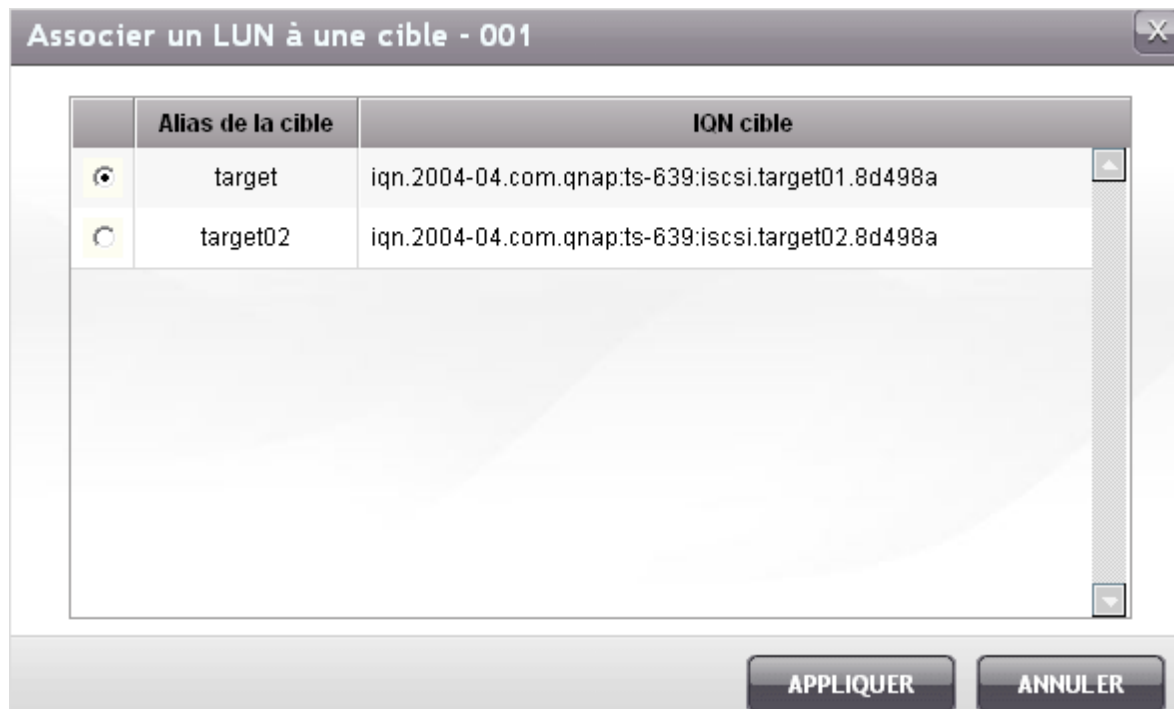 Associer un LUN à une cible - 001
Alias de la cible IQN cible
target iqn.2004-04.com.qnap:ts-639:iscsi.target01.8d498a
target02 iqn.2004-04.com.qnap:ts-639:iscsi.target02.8d498a
APPLIQUER ANNULER